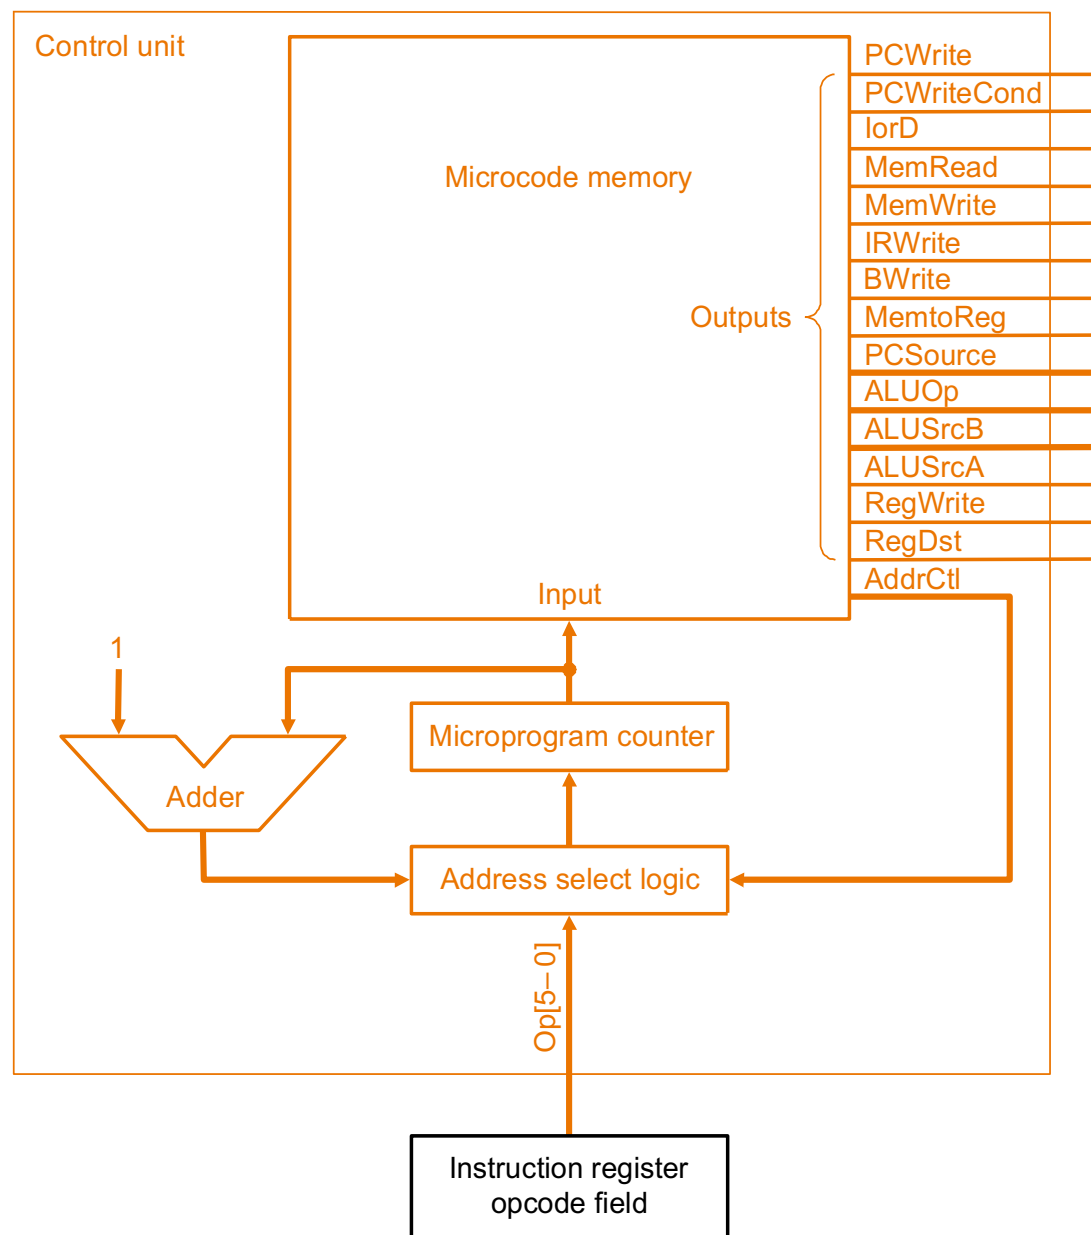 Control unit
PCWrite
PCWriteCond
IorD
Microcode memory
MemRead
MemWrite
IRWrite
BWrite
Outputs
MemtoReg
PCSource
ALUOp
ALUSrcB
ALUSrcA
RegWrite
RegDst
AddrCtl
Input
1
Microprogram counter
Adder
Address select logic
Op[5– 0]
Instruction register
opcode field